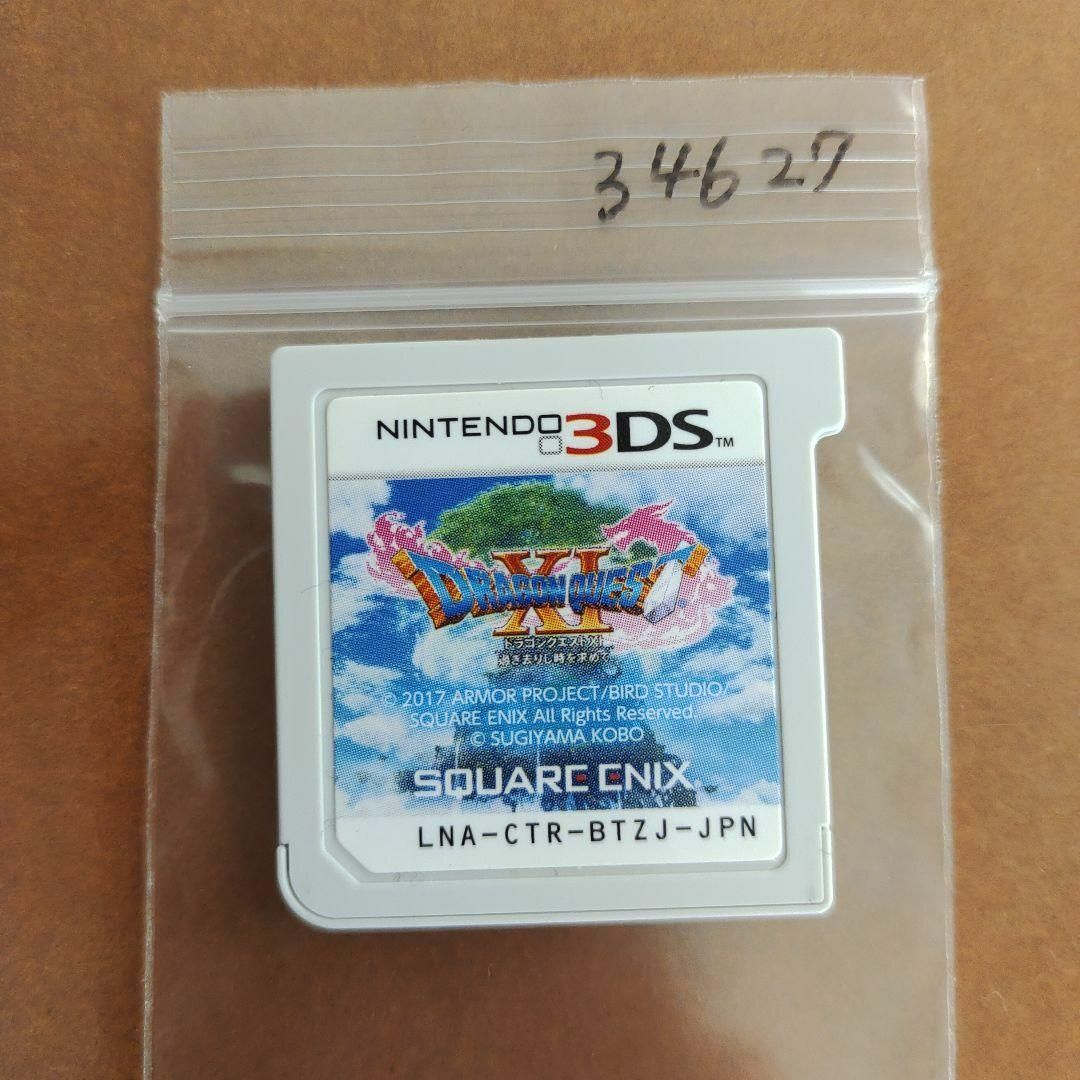 34627
NINTENDO 3DS™
XI
DRAGON QUEST
ドラゴンクエストXI
過ぎ去りし時を求めて
© 2017 ARMOR PROJECT/BIRD STUDIO/
SQUARE ENIX All Rights Reserved.
© SUGIYAMA KOBO
SQUARE ENIX
LNA-CTR-BTZJ-JPN